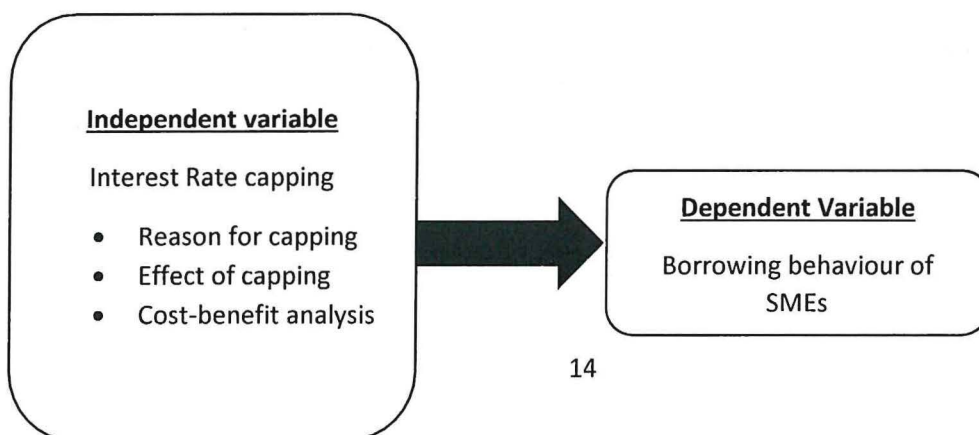 Independent variable
Interest Rate capping
• Reason for capping
• Effect of capping
• Cost-benefit analysis
Dependent Variable
Borrowing behaviour of
SMEs
14